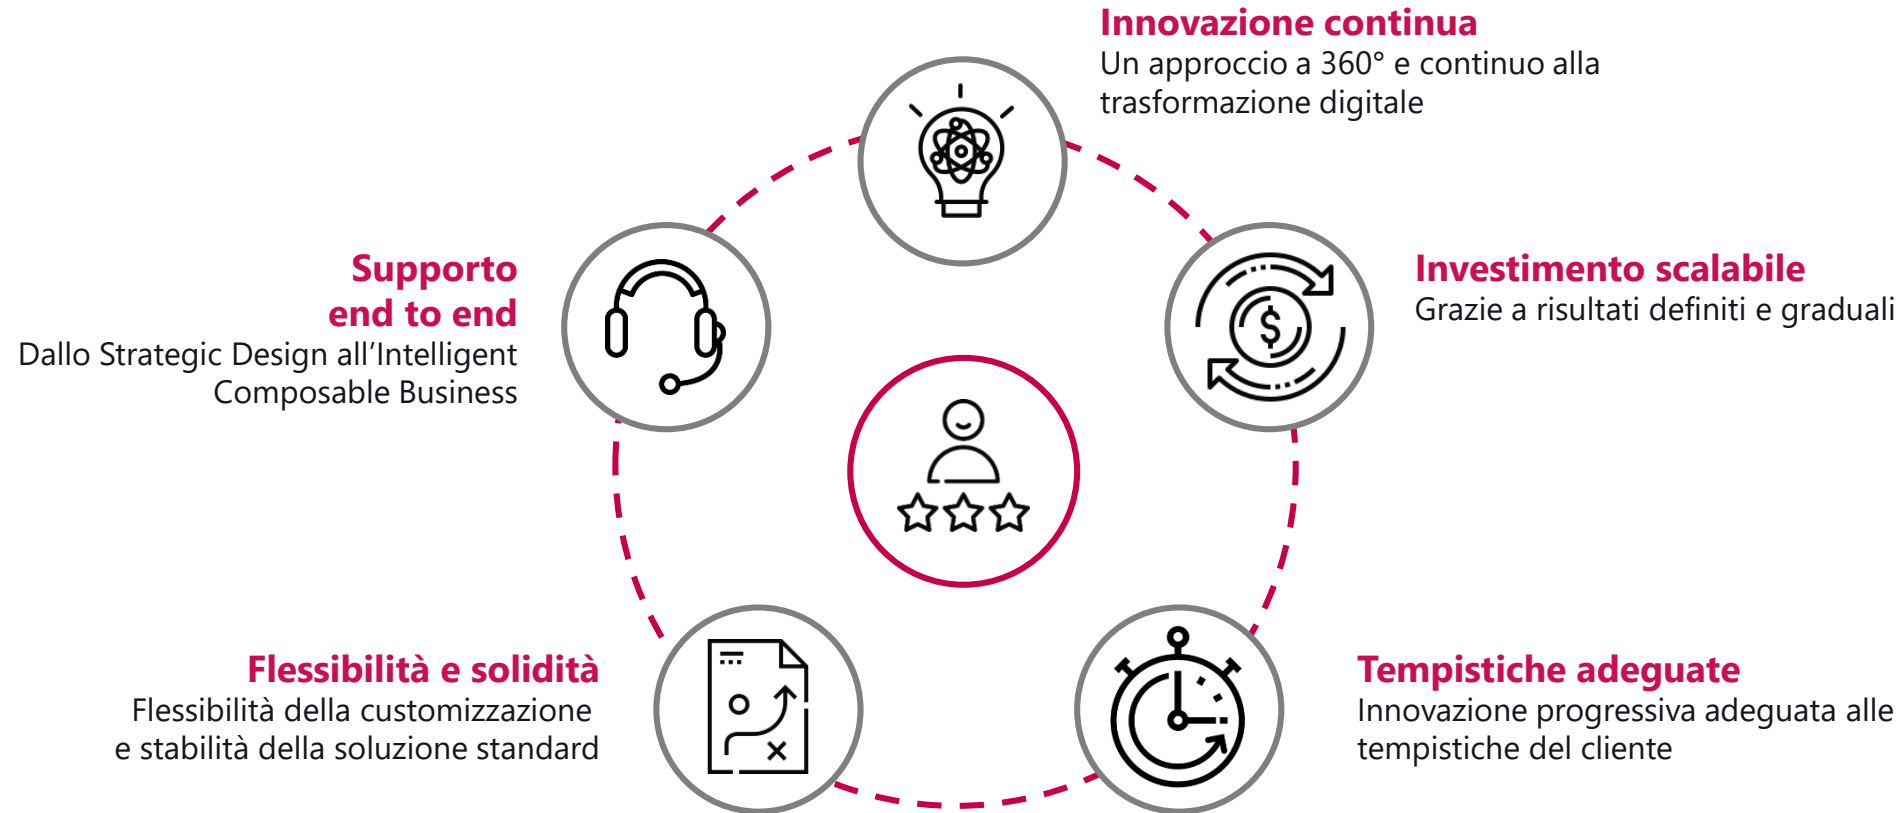 Innovazione continua
Un approccio a 360° e continuo alla
trasformazione digitale
Supporto
end to end
Dallo Strategic Design all’Intelligent
Composable Business
Investimento scalabile
Grazie a risultati definiti e graduali
Flessibilità e solidità
Flessibilità della customizzazione
e stabilità della soluzione standard
Tempistiche adeguate
Innovazione progressiva adeguata alle
tempistiche del cliente